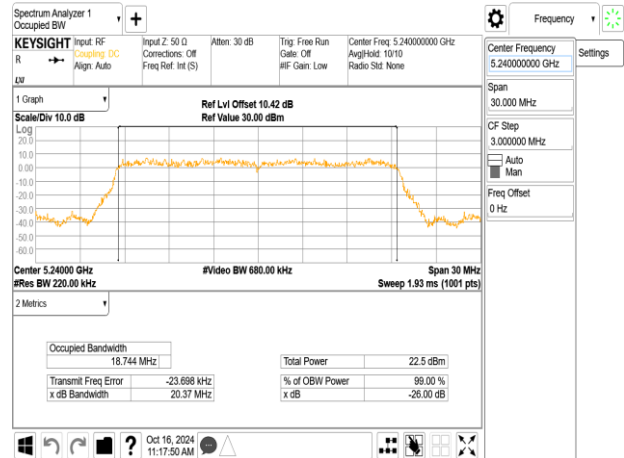 Spectrum Analyzer 1
Occupied BW
Frequency
KEYSIGHT
R
LXI
Input: RF
Coupling: DC
Align: Auto
Input Z: 50 Ω
Corrections: Off
Freq Ref: Int (S)
Atten: 30 dB
Trig: Free Run
Gate: Off
#IF Gain: Low
Center Freq: 5.240000000 GHz
Avg|Hold: 10/10
Radio Std: None
Center Frequency
5.240000000 GHz
Settings
Span
30.000 MHz
CF Step
3.000000 MHz
Auto
Man
Freq Offset
0 Hz
1 Graph
Scale/Div 10.0 dB
Ref Lvl Offset 10.42 dB
Ref Value 30.00 dBm
Log
20.0
10.0
0.00
-10.0
-20.0
-30.0
-40.0
-50.0
-60.0
Center 5.24000 GHz
#Video BW 680.00 kHz
Span 30 MHz
#Res BW 220.00 kHz
Sweep 1.93 ms (1001 pts)
2 Metrics
Occupied Bandwidth
18.744 MHz
Total Power 22.5 dBm
Transmit Freq Error -23.698 kHz
% of OBW Power 99.00 %
x dB Bandwidth 20.37 MHz
x dB -26.00 dB
?
Oct 16, 2024
11:17:50 AM